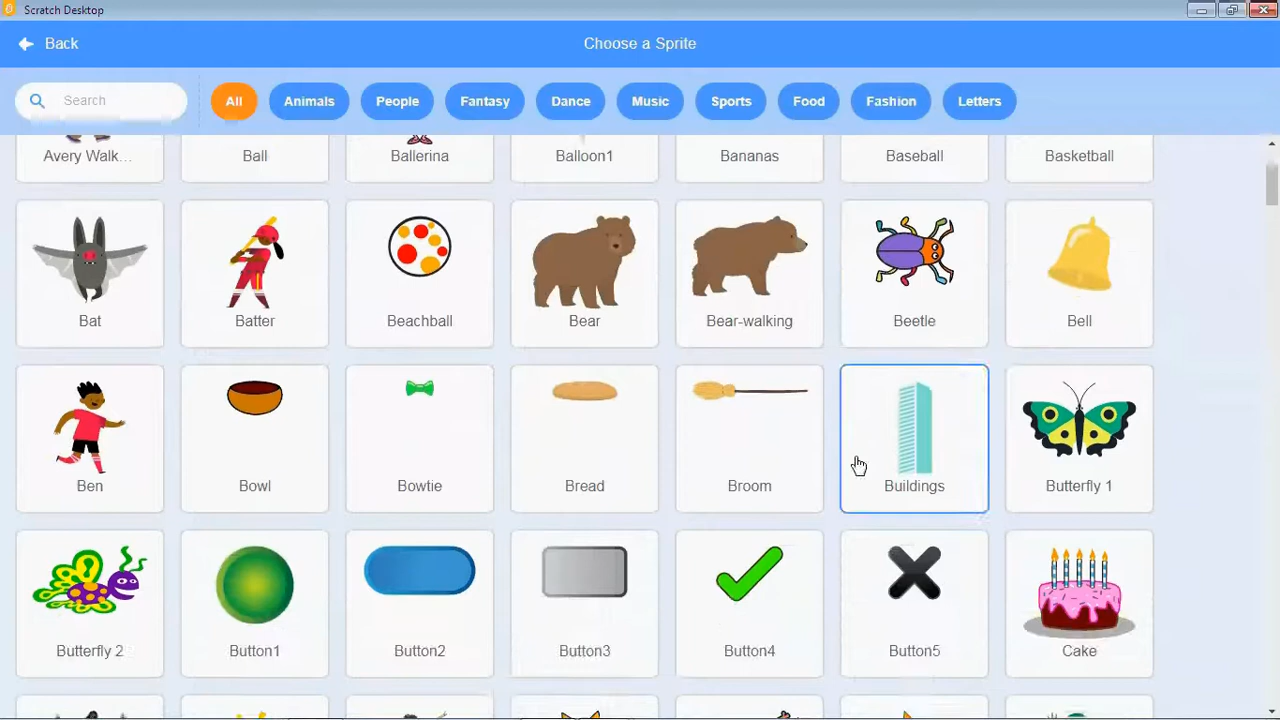 Scratch Desktop
Back
Choose a Sprite
Search
All
Animals
People
Fantasy
Dance
Music
Sports
Food
Fashion
Letters
Avery Walk...
Ball
Ballerina
Balloon1
Bananas
Baseball
Basketball
Bat
Batter
Beachball
Bear
Bear-walking
Beetle
Bell
Ben
Bowl
Bowtie
Bread
Broom
Buildings
Butterfly 1
Butterfly 2
Button1
Button2
Button3
Button4
Button5
Cake